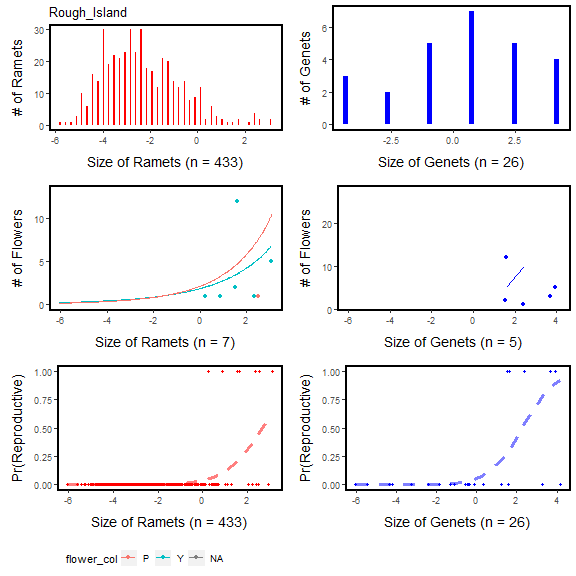 Rough_Island
# of Ramets
30
20
10
0
-6 -4 -2 0 2
Size of Ramets (n = 433)
# of Genets
6
4
2
0
-2.5 0.0 2.5
Size of Genets (n = 26)
# of Flowers
10
5
0
-6 -4 -2 0 2
Size of Ramets (n = 7)
# of Flowers
20
10
0
-6 -4 -2 0 2 4
Size of Genets (n = 5)
Pr(Reproductive)
1.00
0.75
0.50
0.25
0.00
-6 -4 -2 0 2
Size of Ramets (n = 433)
Pr(Reproductive)
1.00
0.75
0.50
0.25
0.00
-6 -4 -2 0 2 4
Size of Genets (n = 26)
flower_col P Y NA